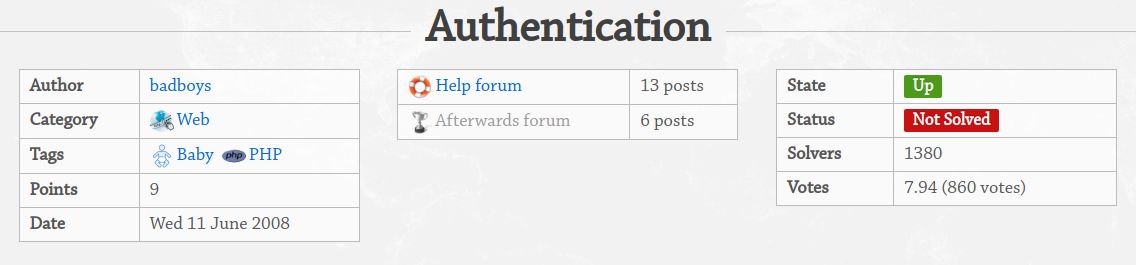 Authentication
Author badboys
Category Web
Tags Baby php PHP
Points 9
Date Wed 11 June 2008
Help forum 13 posts
Afterwards forum 6 posts
State Up
Status Not Solved
Solvers 1380
Votes 7.94 (860 votes)